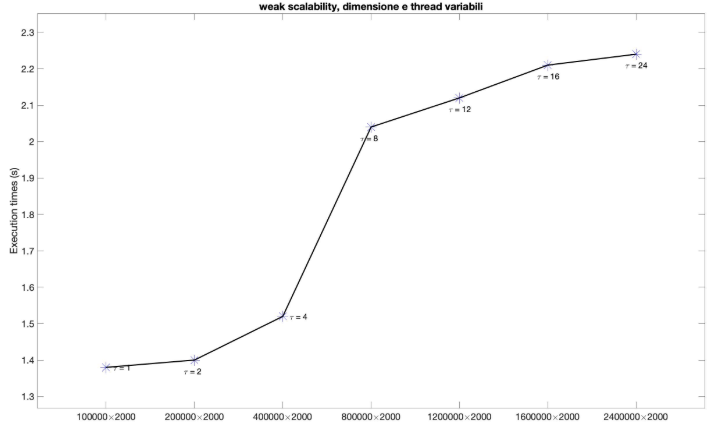 weak scalability, dimensione e thread variabili
Execution times (s)
2.3
2.2
2.1
2
1.9
1.8
1.7
1.6
1.5
1.4
1.3
τ = 1
τ = 2
τ = 4
τ = 8
τ = 12
τ = 16
τ = 24
100000×2000
200000×2000
400000×2000
800000×2000
1200000×2000
1600000×2000
2400000×2000